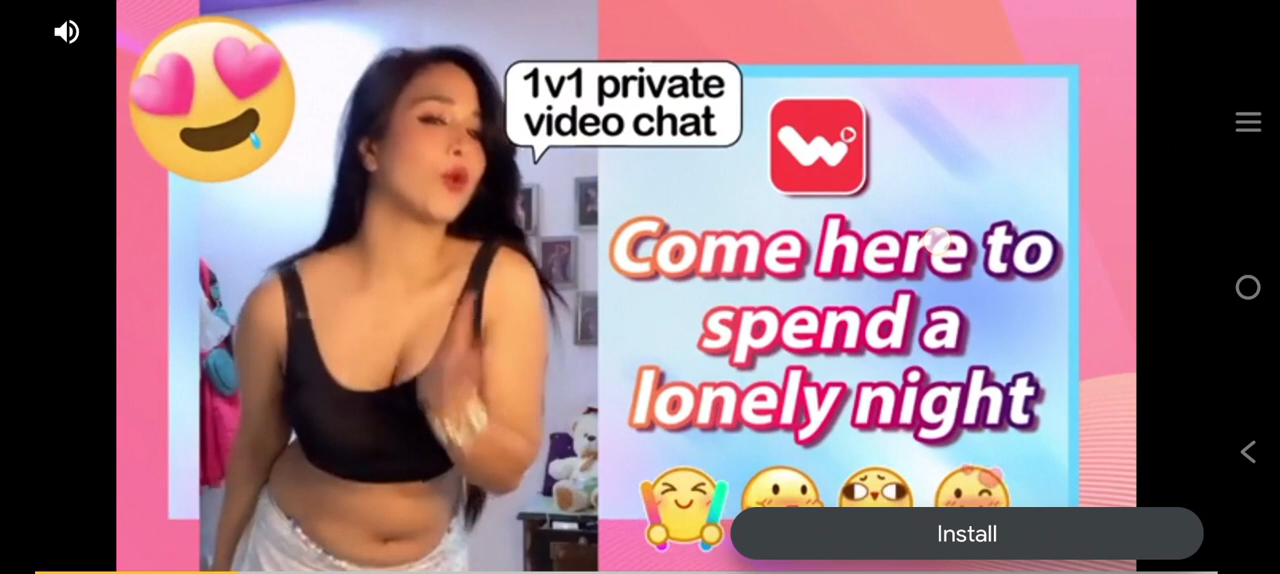 1v1 private
video chat
Come here to
spend a
lonely night
Install